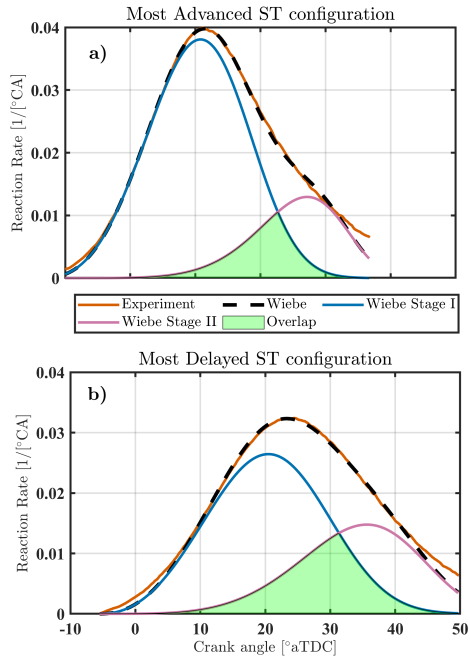 Most Advanced ST configuration
a)
Reaction Rate [1/[°CA]
0.04
0.03
0.02
0.01
0
Experiment Wiebe Wiebe Stage I
Wiebe Stage II Overlap
Most Delayed ST configuration
b)
Reaction Rate [1/[°CA]
0.04
0.03
0.02
0.01
0
-10 0 10 20 30 40 50
Crank angle [°aTDC]